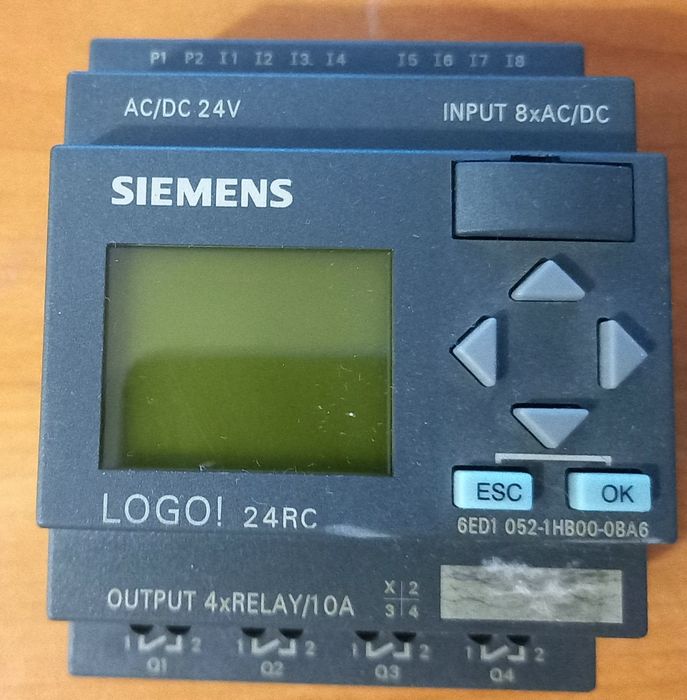 P1 P2 I1 I2 I3 I4 I5 I6 I7 I8
AC/DC 24V INPUT 8xAC/DC
SIEMENS
ESC OK
LOGO! 24RC
6ED1 052-1HB00-0BA6
OUTPUT 4xRELAY/10A
X 2
3 4
1 2 1 2 1 2 1 2
Q1 Q2 Q3 Q4